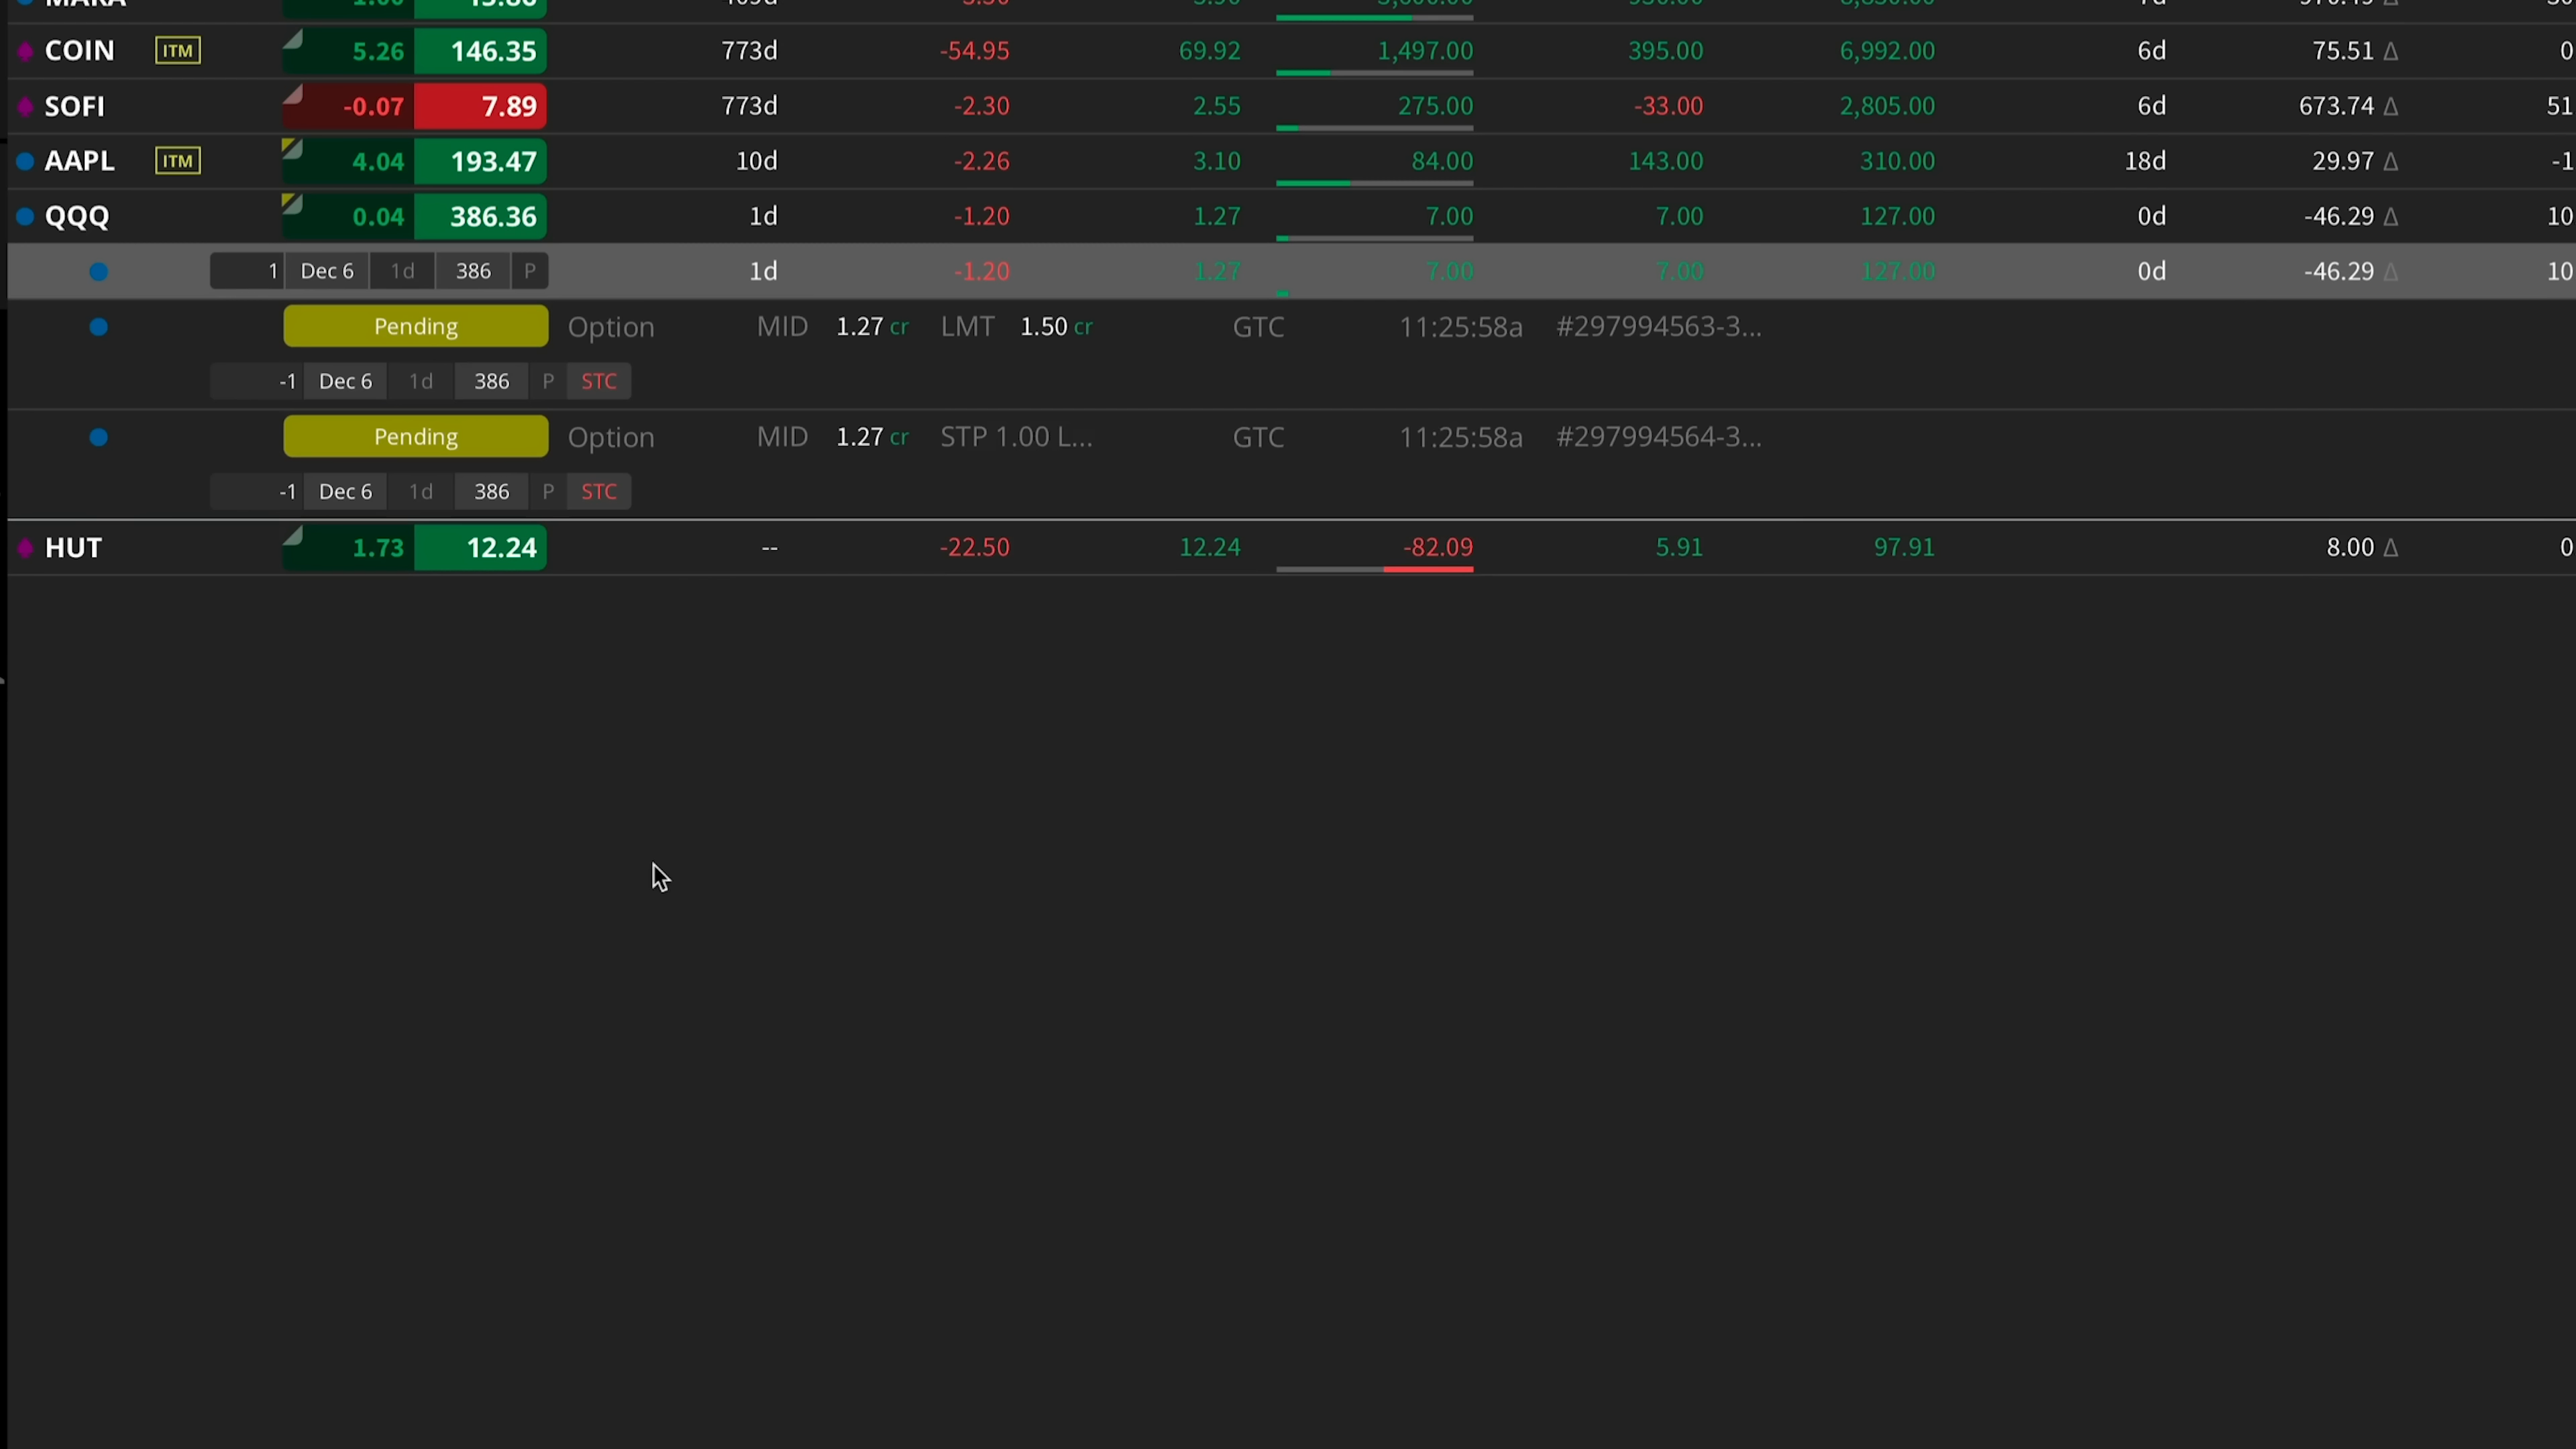 COIN ITM 5.26 146.35 773d -54.95 69.92 1,497.00 395.00 6,992.00 6d 75.51 Δ 0
SOFI -0.07 7.89 773d -2.30 2.55 275.00 -33.00 2,805.00 6d 673.74 Δ 51
AAPL ITM 4.04 193.47 10d -2.26 3.10 84.00 143.00 310.00 18d 29.97 Δ -1
QQQ 0.04 386.36 1d -1.20 1.27 7.00 7.00 127.00 0d -46.29 Δ 10
1 Dec 6 1d 386 P 1d -1.20 1.27 7.00 7.00 127.00 0d -46.29 Δ 10
Pending Option MID 1.27 cr LMT 1.50 cr GTC 11:25:58a #297994563-3...
-1 Dec 6 1d 386 P STC
Pending Option MID 1.27 cr STP 1.00 L... GTC 11:25:58a #297994564-3...
-1 Dec 6 1d 386 P STC
HUT 1.73 12.24 -- -22.50 12.24 -82.09 5.91 97.91 8.00 Δ 0